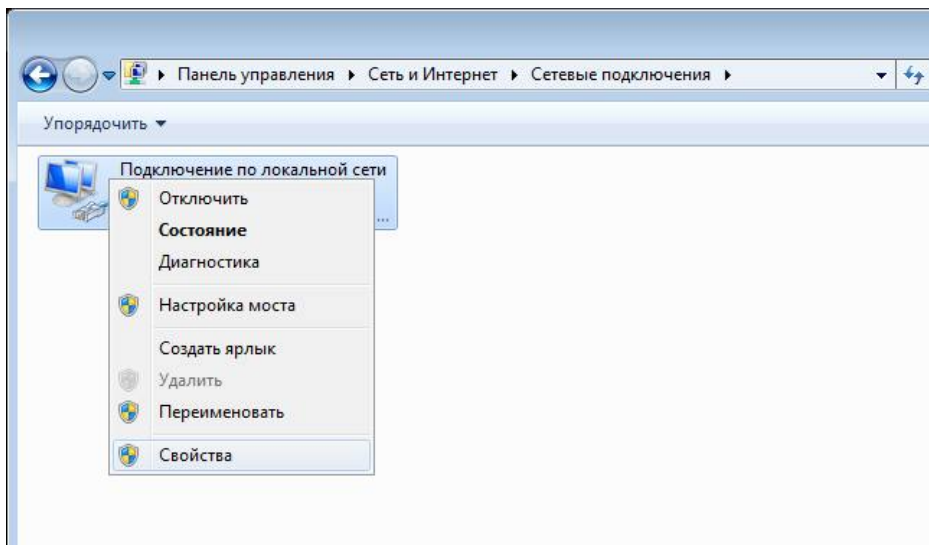 Панель управления Сеть и Интернет Сетевые подключения
Упорядочить
Подключение по локальной сети
...
Отключить
Состояние
Диагностика
Настройка моста
Создать ярлык
Удалить
Переименовать
Свойства